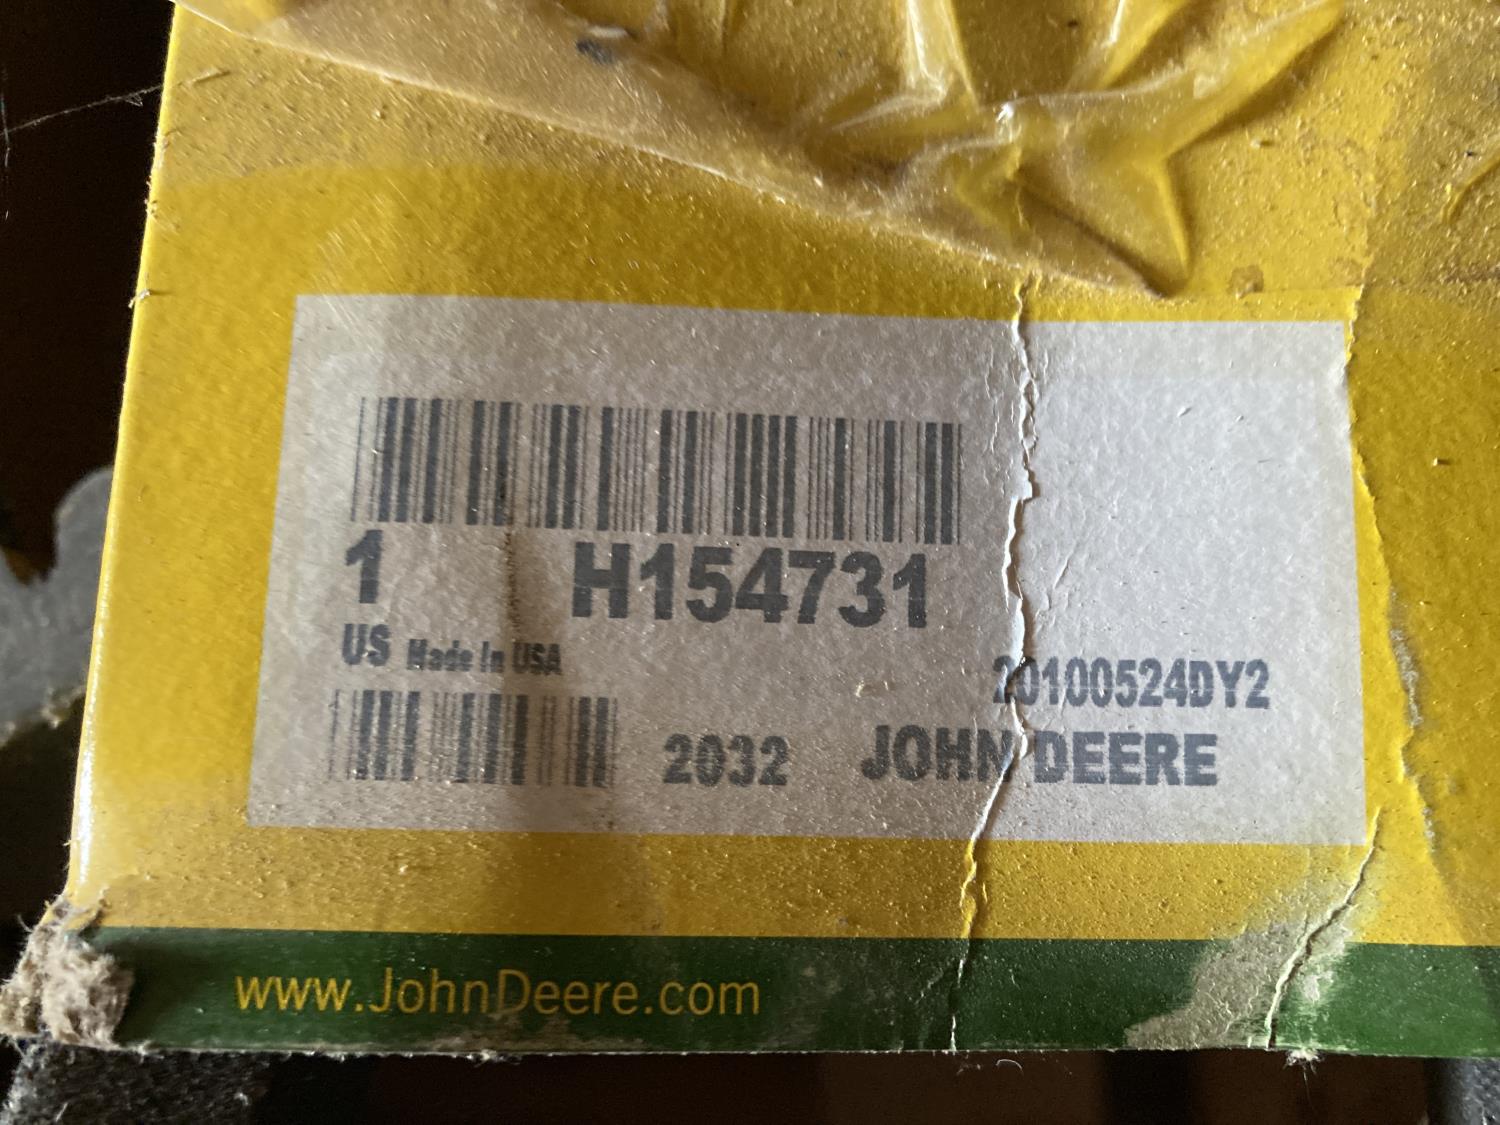 1 H154731
US Made In USA
20100524DY2
2032 JOHN DEERE
www.JohnDeere.com